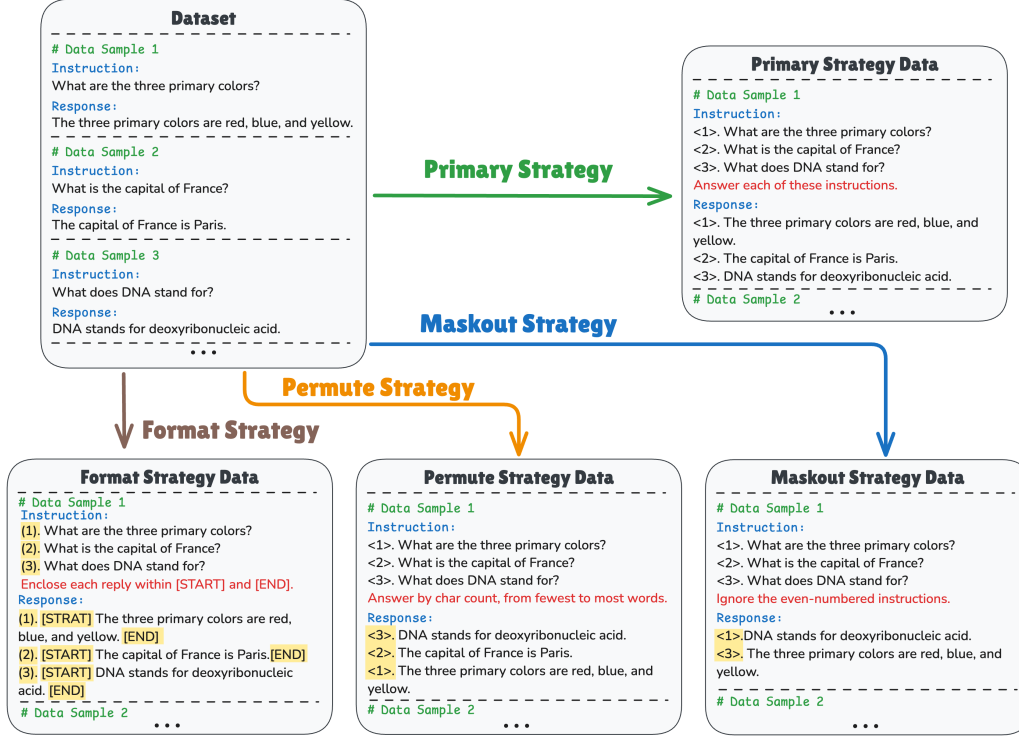 Dataset
# Data Sample 1
Instruction:
What are the three primary colors?
Response:
The three primary colors are red, blue, and yellow.
# Data Sample 2
Instruction:
What is the capital of France?
Response:
The capital of France is Paris.
# Data Sample 3
Instruction:
What does DNA stand for?
Response:
DNA stands for deoxyribonucleic acid.
...
Primary Strategy
Primary Strategy Data
# Data Sample 1
Instruction:
<1>. What are the three primary colors?
<2>. What is the capital of France?
<3>. What does DNA stand for?
Answer each of these instructions.
Response:
<1>. The three primary colors are red, blue, and
yellow.
<2>. The capital of France is Paris.
<3>. DNA stands for deoxyribonucleic acid.
# Data Sample 2
...
Maskout Strategy
Permute Strategy
Format Strategy
Format Strategy Data
# Data Sample 1
Instruction:
(1). What are the three primary colors?
(2). What is the capital of France?
(3). What does DNA stand for?
Enclose each reply within [START] and [END].
Response:
(1). [STRAT] The three primary colors are red,
blue, and yellow. [END]
(2). [START] The capital of France is Paris.[END]
(3). [START] DNA stands for deoxyribonucleic
acid. [END]
# Data Sample 2
...
Permute Strategy Data
# Data Sample 1
Instruction:
<1>. What are the three primary colors?
<2>. What is the capital of France?
<3>. What does DNA stand for?
Answer by char count, from fewest to most words.
Response:
<3>. DNA stands for deoxyribonucleic acid.
<2>. The capital of France is Paris.
<1>. The three primary colors are red, blue, and
yellow.
# Data Sample 2
...
Maskout Strategy Data
# Data Sample 1
Instruction:
<1>. What are the three primary colors?
<2>. What is the capital of France?
<3>. What does DNA stand for?
Ignore the even-numbered instructions.
Response:
<1>.DNA stands for deoxyribonucleic acid.
<3>. The three primary colors are red, blue, and
yellow.
# Data Sample 2
...